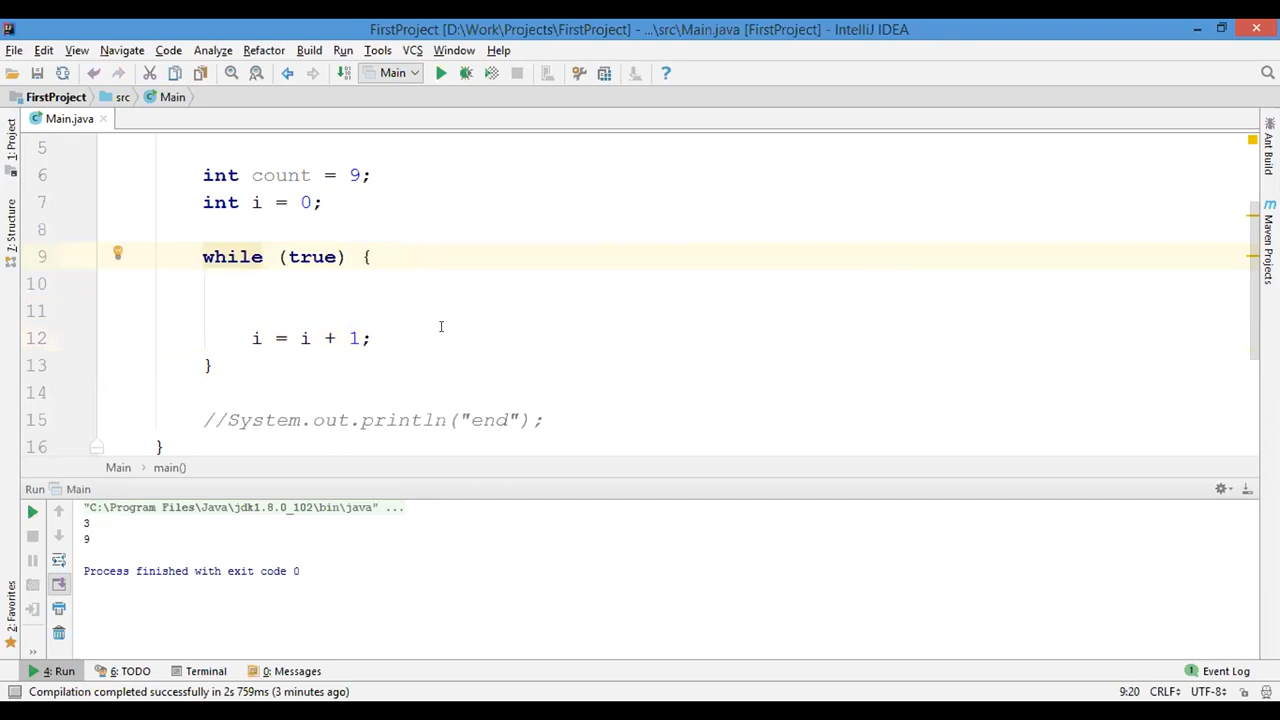 FirstProject [D:\Work\Projects\FirstProject] - ...\src\Main.java [FirstProject] - IntelliJ IDEA
File Edit View Navigate Code Analyze Refactor Build Run Tools VCS Window Help
Main
FirstProject src Main
Main.java
1: Project
Z: Structure
2: Favorites
Ant Build
Maven Projects
5
6 int count = 9;
7 int i = 0;
8
9 while (true) {
10
11
12 i = i + 1;
13 }
14
15 //System.out.println("end");
16 }
Main main()
Run Main
"C:\Program Files\Java\jdk1.8.0_102\bin\java" ...
3
9
Process finished with exit code 0
4: Run 6: TODO Terminal 0: Messages Event Log
Compilation completed successfully in 2s 759ms (3 minutes ago) 9:20 CRLF UTF-8